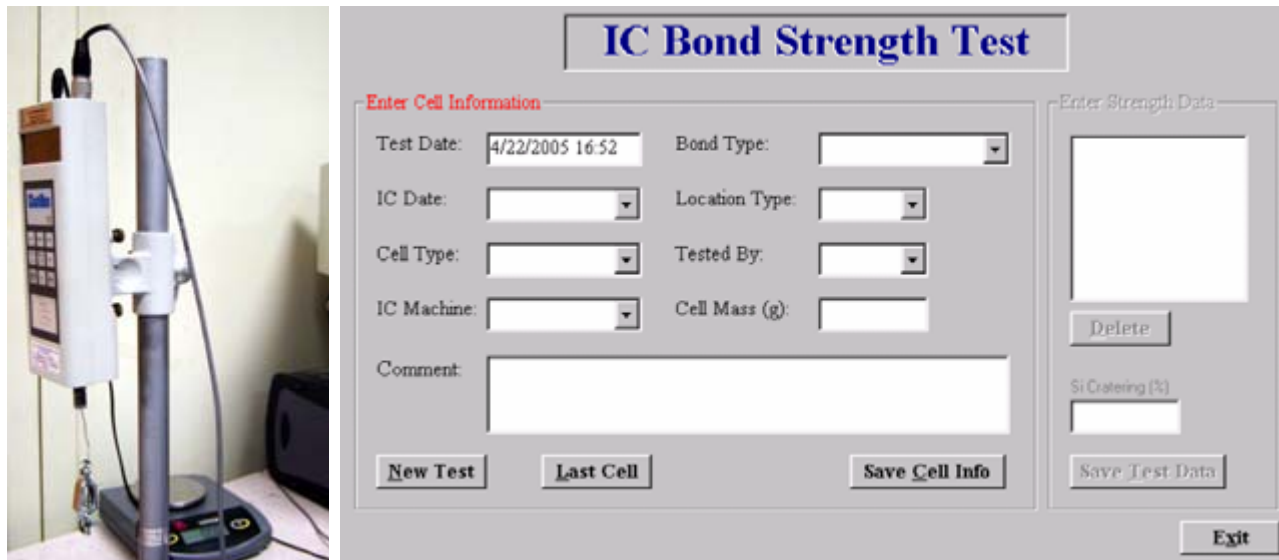 IC Bond Strength Test
Enter Cell Information
Test Date: 4/22/2005 16:52 Bond Type:
IC Date: Location Type:
Cell Type: Tested By:
IC Machine: Cell Mass (g):
Comment:
New Test Last Cell Save Cell Info
Enter Strength Data
Delete
Si Cratering (%)
Save Test Data
Exit